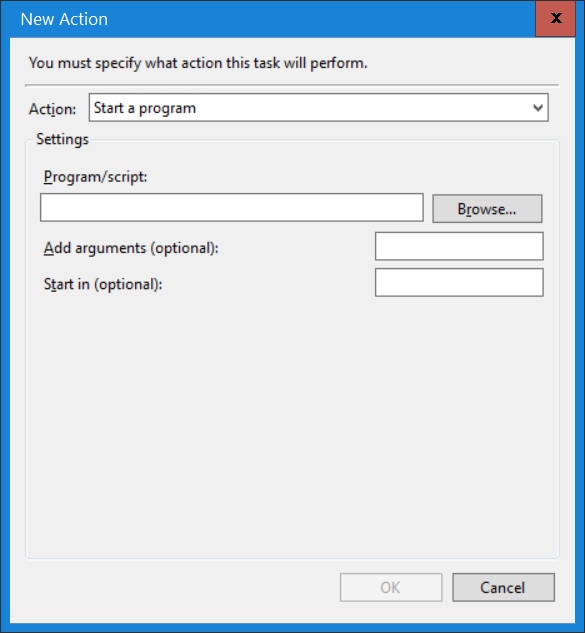 New Action
x
You must specify what action this task will perform.
Action: Start a program
Settings
Program/script:
Browse...
Add arguments (optional):
Start in (optional):
OK Cancel